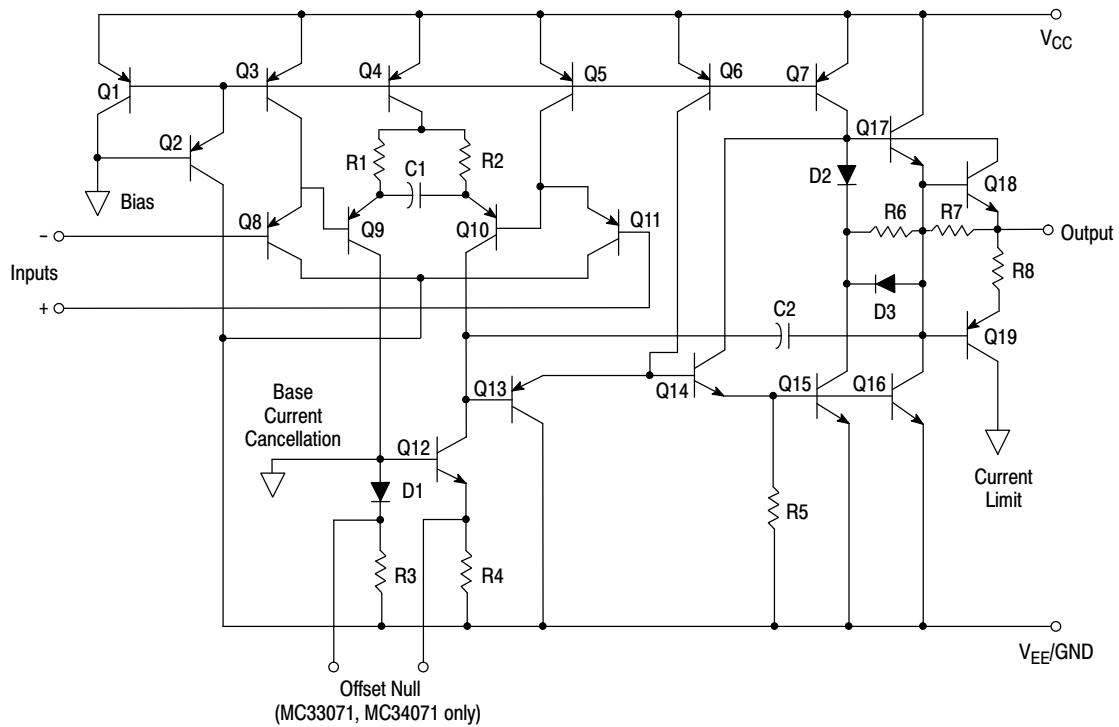 VCC
Q1
Q3
Q4
Q5
Q6
Q7
Q2
Q17
Bias
R1
C1
R2
D2
Q18
Q8
Q9
Q10
Q11
R6
R7
Output
-
Inputs
+
R8
D3
C2
Q19
Base
Current
Cancellation
Q13
Q14
Q15
Q16
Q12
D1
Current
Limit
R5
R3
R4
VEE/GND
Offset Null
(MC33071, MC34071 only)